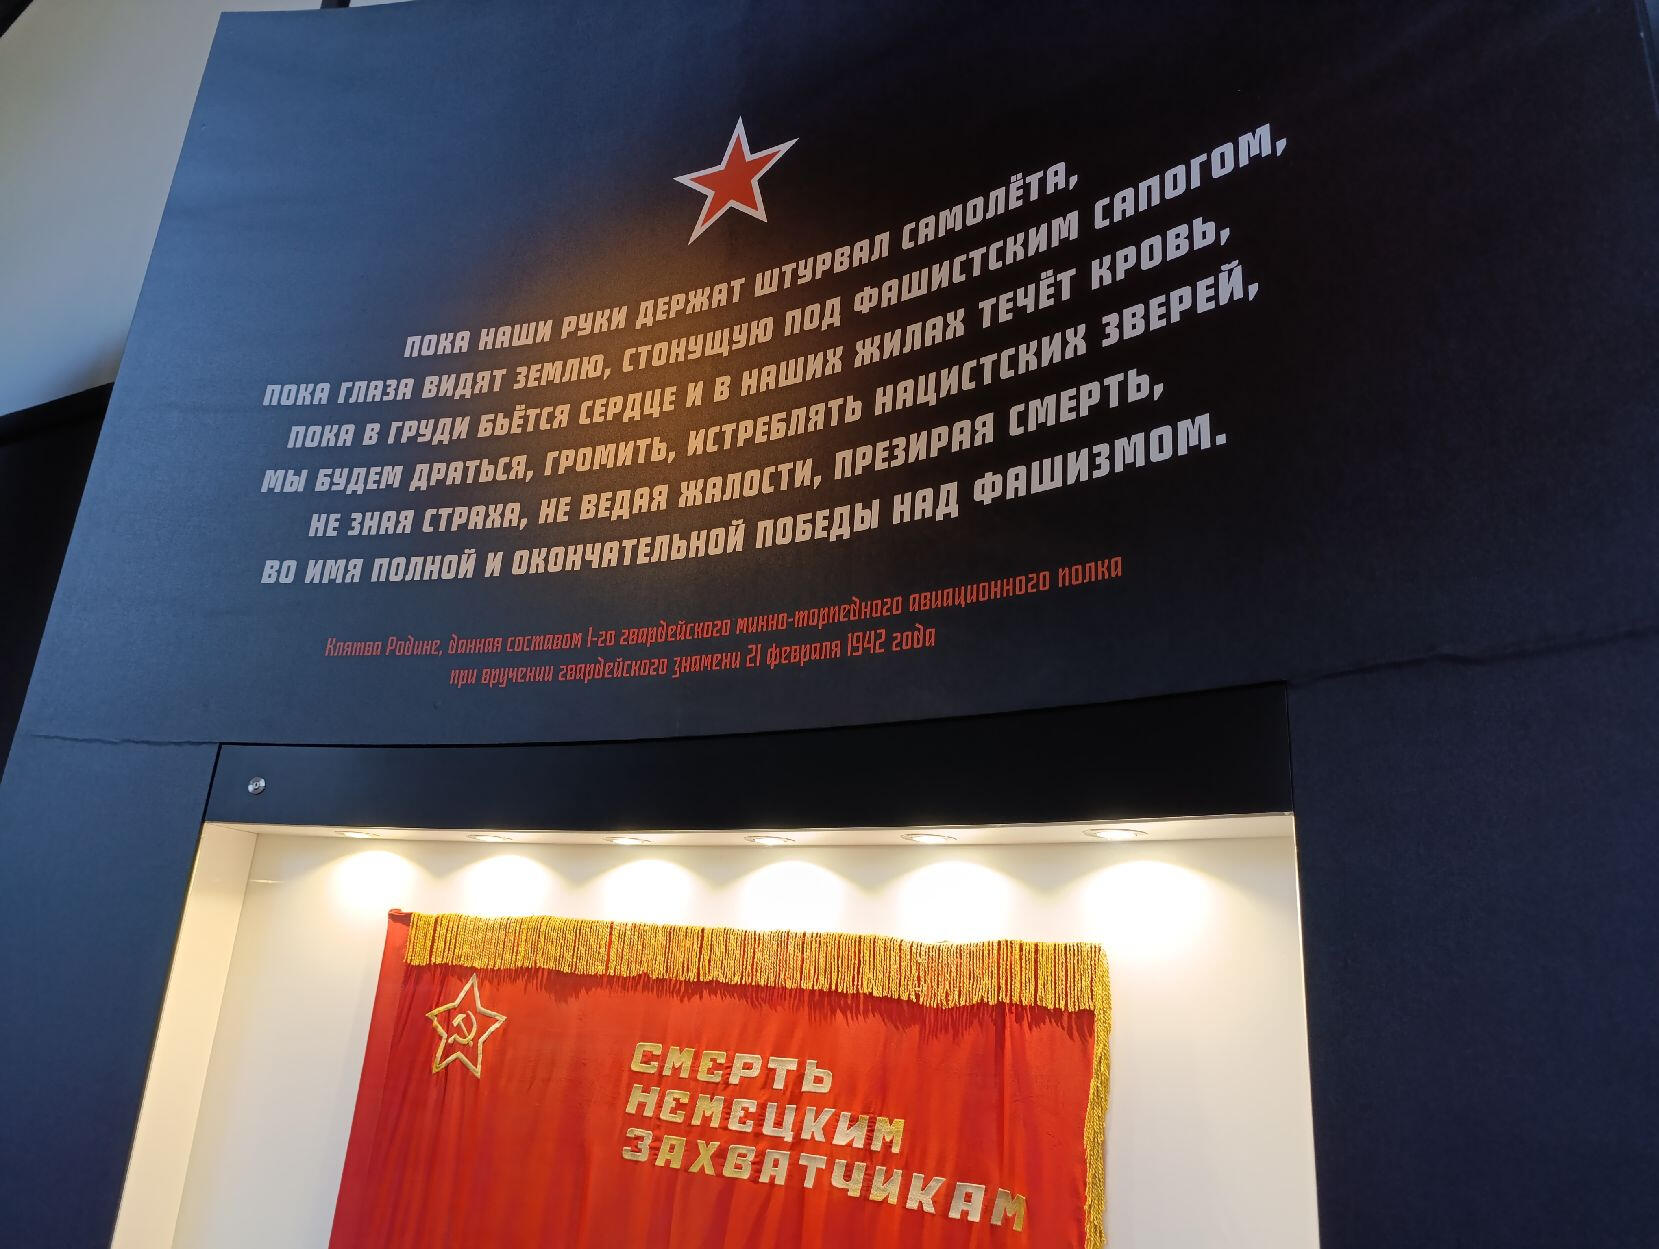 ПОКА НАШИ РУКИ ДЕРЖАТ ШТУРВАЛ САМОЛЁТА,
ПОКА ГЛАЗА ВИДЯТ ЗЕМЛЮ, СТОНУЩУЮ ПОД ФАШИСТСКИМ САПОГОМ,
ПОКА В ГРУДИ БЬЁТСЯ СЕРДЦЕ И В НАШИХ ЖИЛАХ ТЕЧЁТ КРОВЬ,
МЫ БУДЕМ ДРАТЬСЯ, ГРОМИТЬ, ИСТРЕБЛЯТЬ НАЦИСТСКИХ ЗВЕРЕЙ,
НЕ ЗНАЯ СТРАХА, НЕ ВЕДАЯ ЖАЛОСТИ, ПРЕЗИРАЯ СМЕРТЬ,
ВО ИМЯ ПОЛНОЙ И ОКОНЧАТЕЛЬНОЙ ПОБЕДЫ НАД ФАШИЗМОМ.
Клятва Родине, данная составом 1-го гвардейского минно-торпедного авиационного полка
при вручении гвардейского знамени 21 февраля 1942 года
СМЕРТЬ
НЕМЕЦКИМ
ЗАХВАТЧИКАМ